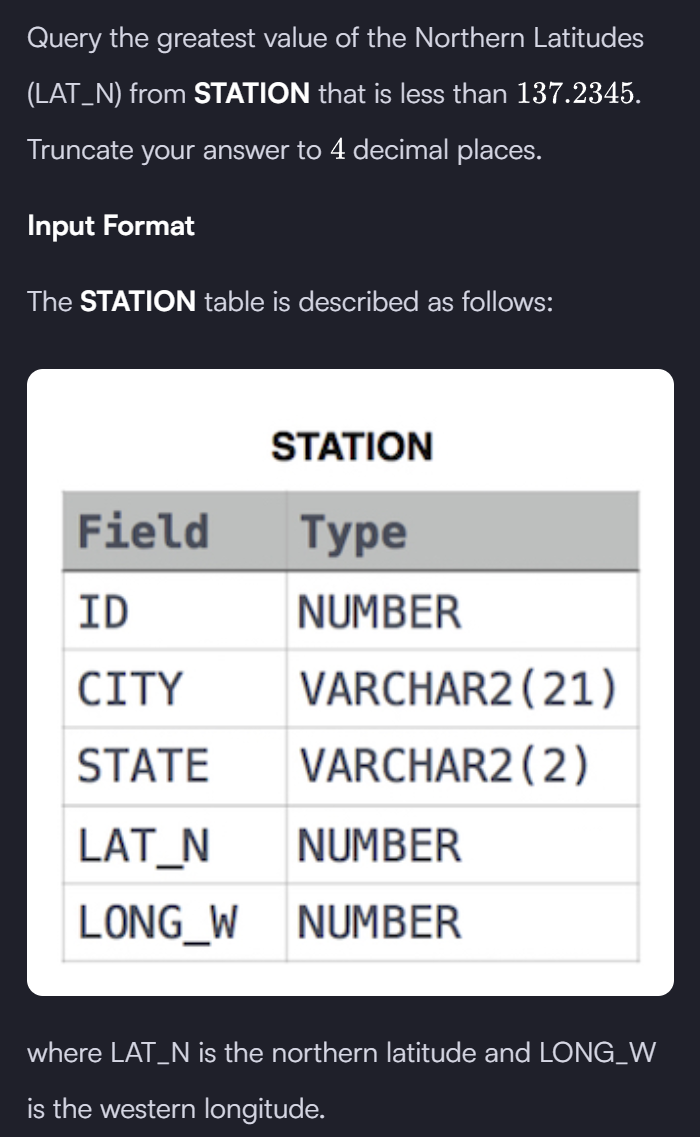 Query the greatest value of the Northern Latitudes
(LAT_N) from STATION that is less than 137.2345.
Truncate your answer to 4 decimal places.
Input Format
The STATION table is described as follows:
STATION
Field Type
ID NUMBER
CITY VARCHAR2(21)
STATE VARCHAR2(2)
LAT_N NUMBER
LONG_W NUMBER
where LAT_N is the northern latitude and LONG_W
is the western longitude.